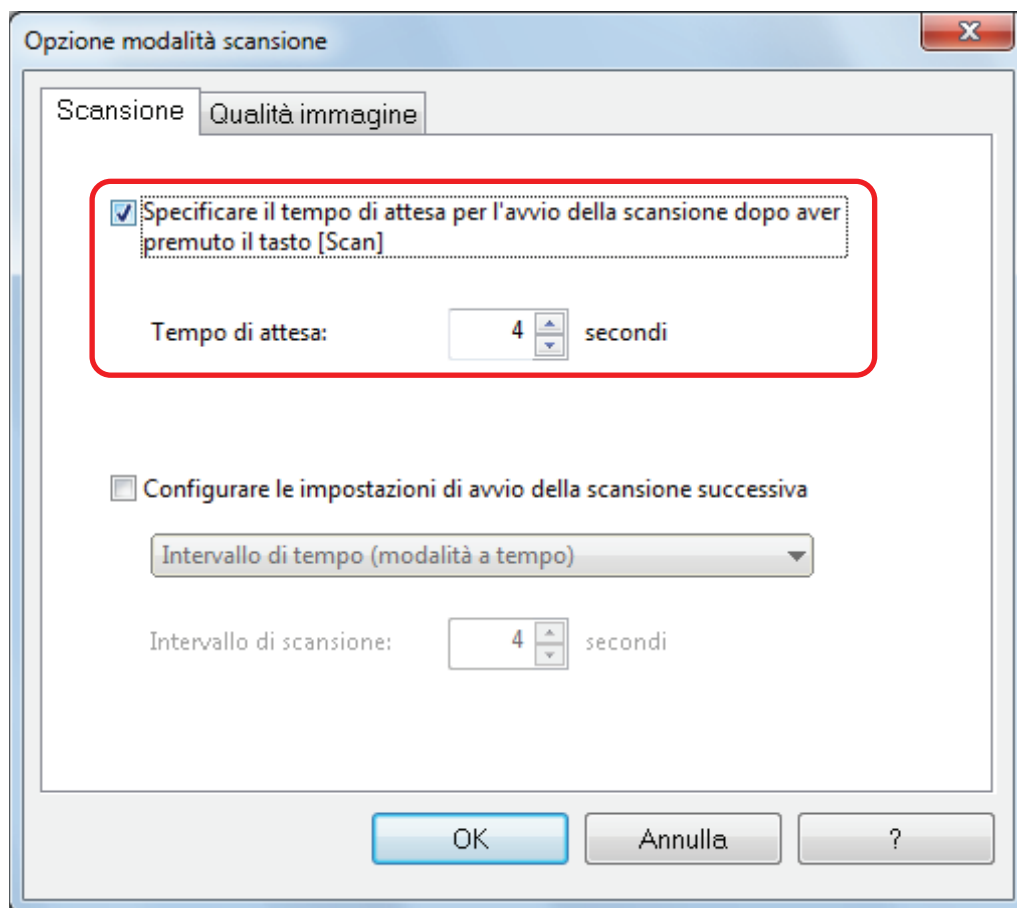 Opzione modalità scansione
Scansione
Qualità immagine
Specificare il tempo di attesa per l'avvio della scansione dopo aver
premuto il tasto [Scan]
Tempo di attesa: 4 secondi
Configurare le impostazioni di avvio della scansione successiva
Intervallo di tempo (modalità a tempo)
Intervallo di scansione: 4 secondi
OK
Annulla
?